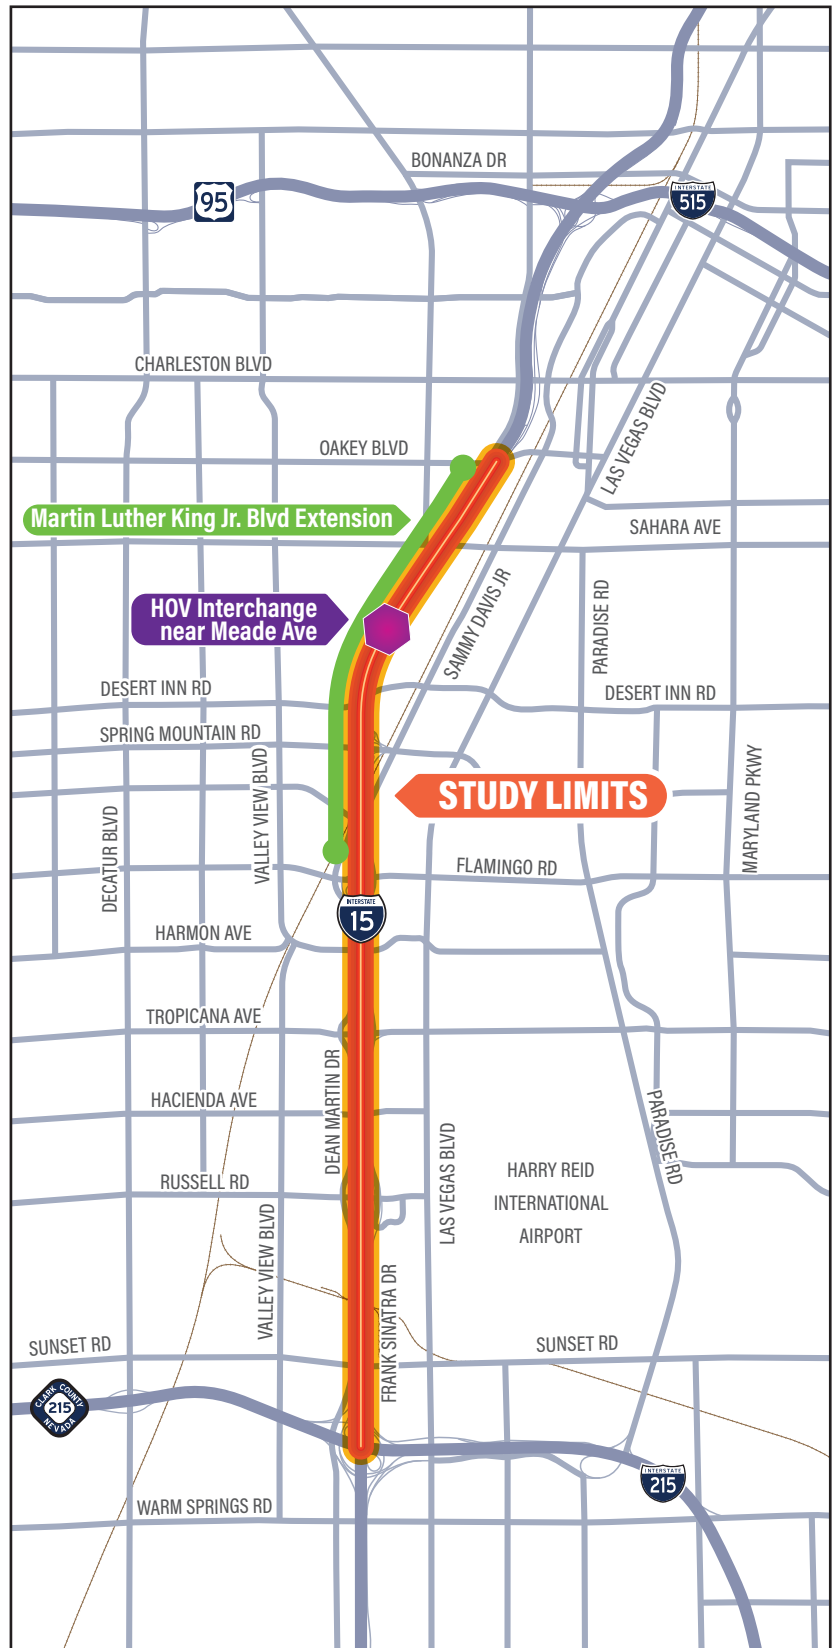 BONANZA DR
95
INTERSTATE
515
CHARLESTON BLVD
OAKEY BLVD
LAS VEGAS BLVD
Martin Luther King Jr. Blvd Extension
SAHARA AVE
HOV Interchange
near Meade Ave
SAMMY DAVIS JR
PARADISE RD
DESERT INN RD
DESERT INN RD
SPRING MOUNTAIN RD
VALLEY VIEW BLVD
MARYLAND PKWY
STUDY LIMITS
DECATUR BLVD
FLAMINGO RD
INTERSTATE
15
HARMON AVE
TROPICANA AVE
DEAN MARTIN DR
HACIENDA AVE
PARADISE RD
LAS VEGAS BLVD
HARRY REID
INTERNATIONAL
AIRPORT
RUSSELL RD
VALLEY VIEW BLVD
FRANK SINATRA DR
SUNSET RD
SUNSET RD
CLARK COUNTY
215
NEVADA
INTERSTATE
215
WARM SPRINGS RD